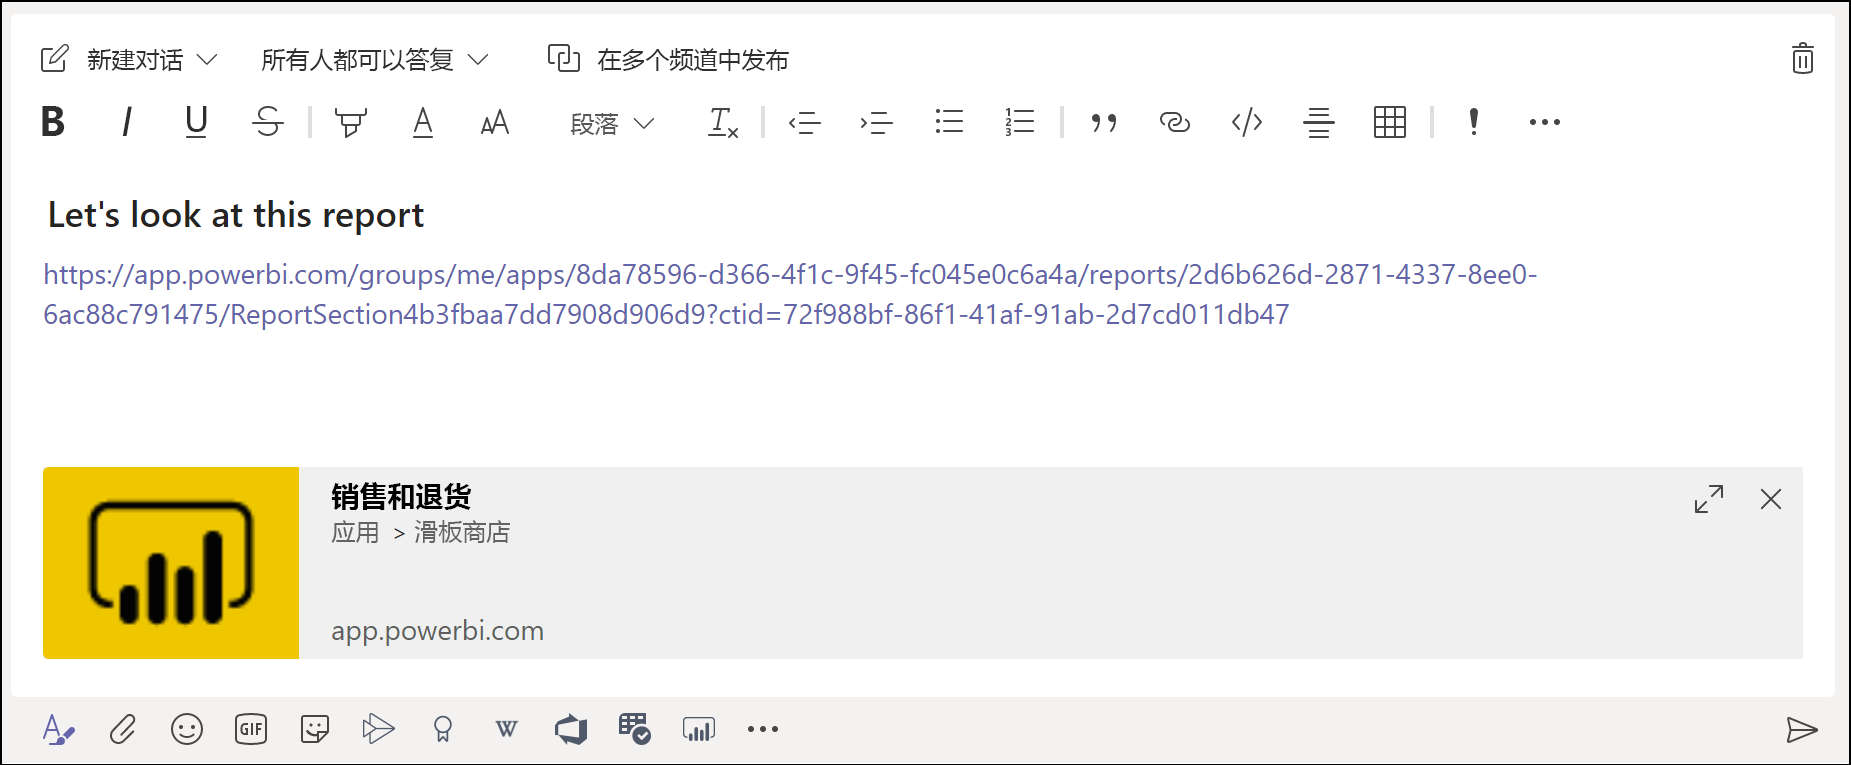 新建对话 所有人都可以答复 在多个频道中发布
B I U S A AA 段落 Tx
Let's look at this report
https://app.powerbi.com/groups/me/apps/8da78596-d366-4f1c-9f45-fc045e0c6a4a/reports/2d6b626d-2871-4337-8ee0-
6ac88c791475/ReportSection4b3fbaa7dd7908d906d9?ctid=72f988bf-86f1-41af-91ab-2d7cd011db47
销售和退货
应用 > 滑板商店
app.powerbi.com
A GIF W